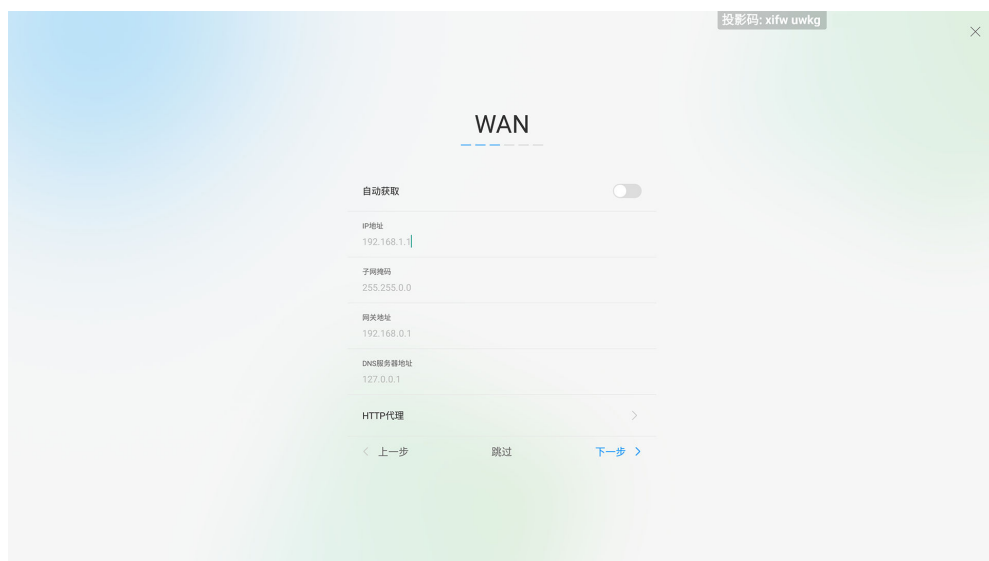 投影码: xifw uwkg
WAN
自动获取
IP地址
192.168.1.1
子网掩码
255.255.0.0
网关地址
192.168.0.1
DNS服务器地址
127.0.0.1
HTTP代理
上一步 跳过 下一步